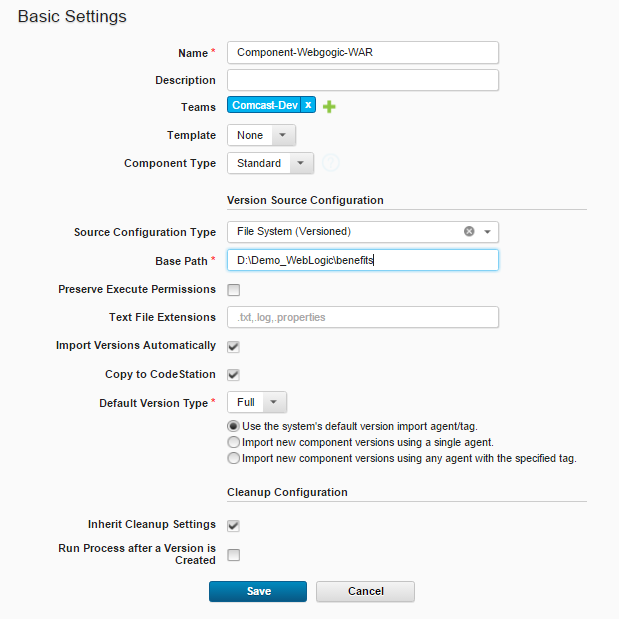 Basic Settings
Name * Component-Webgogic-WAR
Description
Teams Comcast-Dev x
Template None
Component Type Standard ?
Version Source Configuration
Source Configuration Type File System (Versioned)
Base Path * D:\Demo_WebLogic\benefits
Preserve Execute Permissions
Text File Extensions .txt,.log,.properties
Import Versions Automatically
Copy to CodeStation
Default Version Type * Full
Use the system's default version import agent/tag.
Import new component versions using a single agent.
Import new component versions using any agent with the specified tag.
Cleanup Configuration
Inherit Cleanup Settings
Run Process after a Version is
Created
Save Cancel